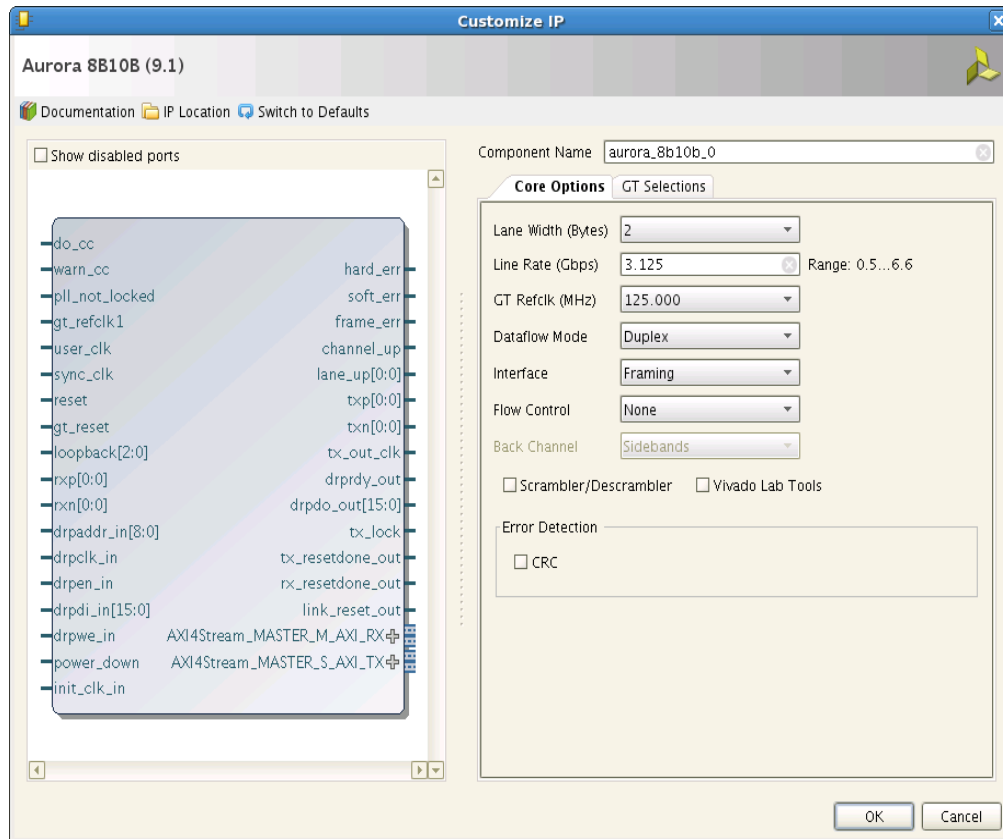 Customize IP
Aurora 8B10B (9.1)
Documentation IP Location Switch to Defaults
Show disabled ports
do_cc
warn_cc
pll_not_locked
gt_refclk1
user_clk
sync_clk
reset
gt_reset
loopback[2:0]
rxp[0:0]
rxn[0:0]
drpaddr_in[8:0]
drpclk_in
drpen_in
drpdi_in[15:0]
drpwe_in
power_down
init_clk_in
hard_err
soft_err
frame_err
channel_up
lane_up[0:0]
txp[0:0]
txn[0:0]
tx_out_clk
drprdy_out
drpdo_out[15:0]
tx_lock
tx_resetdone_out
rx_resetdone_out
link_reset_out
AXI4Stream_MASTER_M_AXI_RX
AXI4Stream_MASTER_S_AXI_TX
Component Name aurora_8b10b_0
Core Options GT Selections
Lane Width (Bytes) 2
Line Rate (Gbps) 3.125 Range: 0.5...6.6
GT Refclk (MHz) 125.000
Dataflow Mode Duplex
Interface Framing
Flow Control None
Back Channel Sidebands
Scrambler/Descrambler Vivado Lab Tools
Error Detection
CRC
OK Cancel